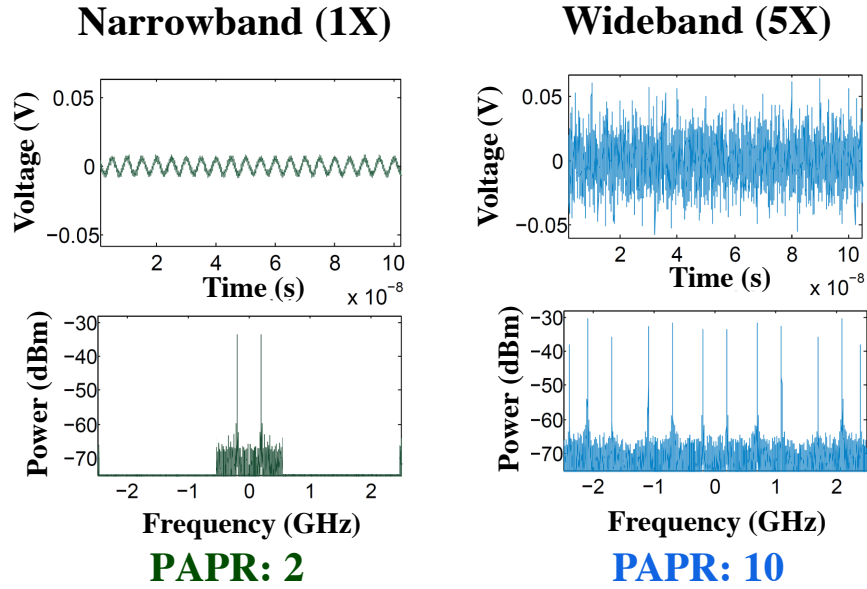 Narrowband (1X)
Wideband (5X)
Voltage (V)
0.05
0
−0.05
2 4 6 8 10
Time (s)
x 10⁻⁸
Voltage (V)
0.05
0
−0.05
2 4 6 8 10
Time (s)
x 10⁻⁸
Power (dBm)
−30
−40
−50
−60
−70
−2 −1 0 1 2
Frequency (GHz)
Power (dBm)
−30
−40
−50
−60
−70
−2 −1 0 1 2
Frequency (GHz)
PAPR: 2
PAPR: 10